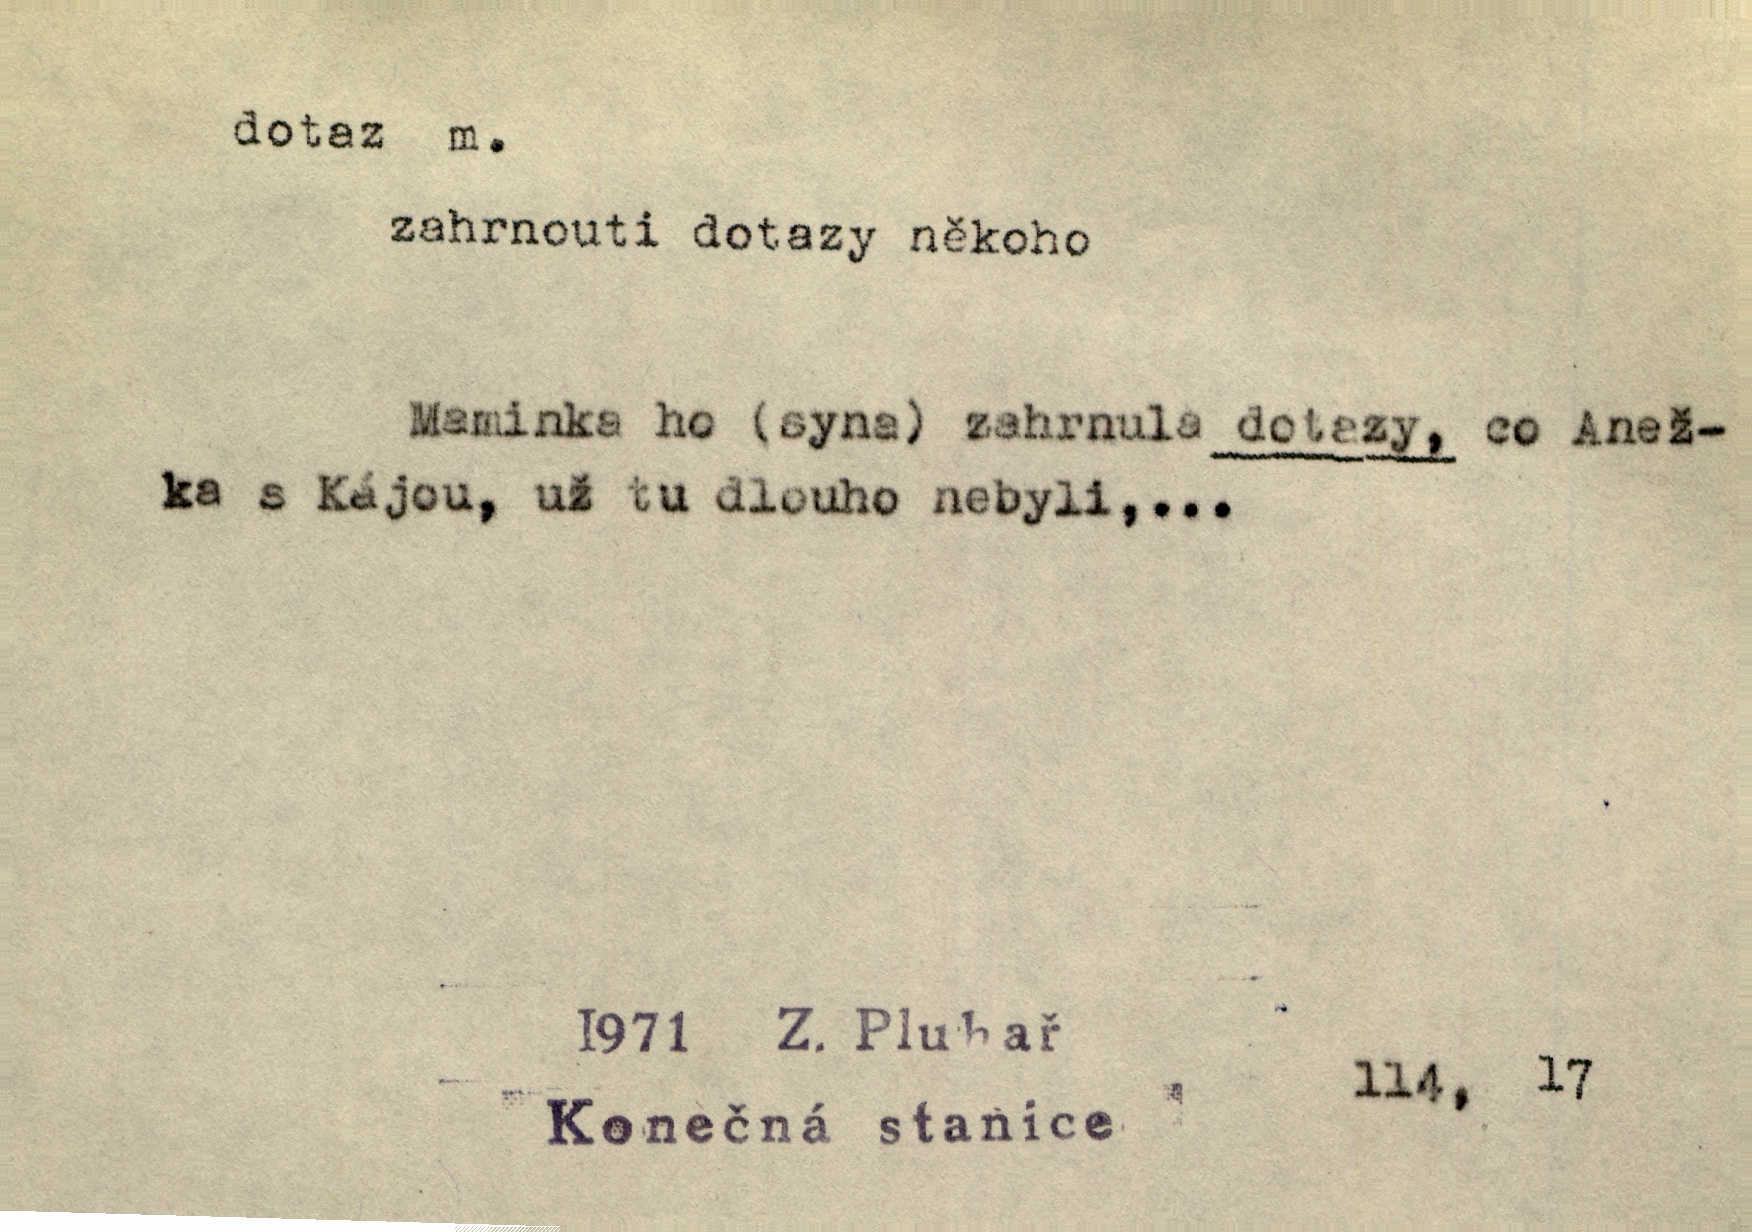 dotaz m.
zahrnouti dotazy někoho
Maminka ho (syna) zahrnula dotazy, co Anež-
ka s Kájou, už tu dlouho nebyli,...
I971 Z. Pluhař
Konečná stanice
114, 17